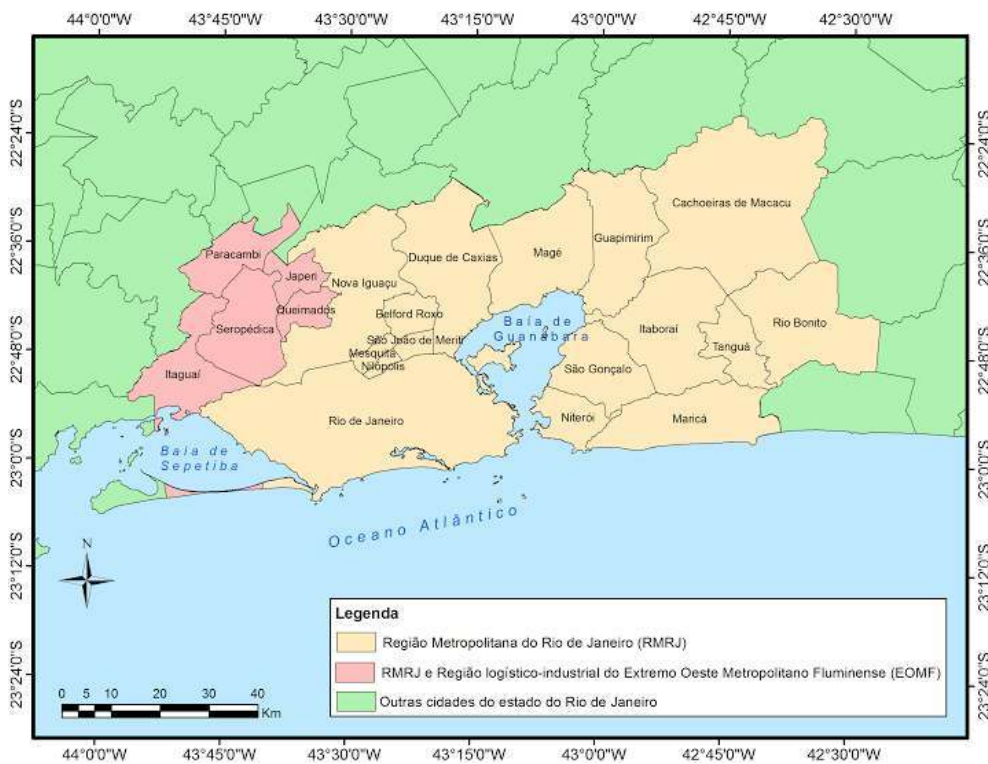 44°0'0"W 43°45'0"W 43°30'0"W 43°15'0"W 43°0'0"W 42°45'0"W 42°30'0"W
22°24'0"S
22°24'0"S
Cachoeiras de Macacu
22°36'0"S
22°36'0"S
Paracambi
Guapimirim
Magé
Duque de Caxias
Japeri
Nova Iguaçu
Queimados
Belford Roxo
Baía de
Guanabara
Itaboraí
Rio Bonito
Seropédica
São João de Meriti
Tanguá
22°48'0"S
22°48'0"S
Mesquita
Nilópolis
São Gonçalo
Itaguaí
Rio de Janeiro
Niterói
Maricá
Baía de
Sepetiba
23°0'0"S
23°0'0"S
Oceano Atlântico
N
23°12'0"S
23°12'0"S
Legenda
Região Metropolitana do Rio de Janeiro (RMRJ)
RMRJ e Região logístico-industrial do Extremo Oeste Metropolitano Fluminense (EOMF)
Outras cidades do estado do Rio de Janeiro
23°24'0"S
23°24'0"S
0 5 10 20 30 40
Km
44°0'0"W 43°45'0"W 43°30'0"W 43°15'0"W 43°0'0"W 42°45'0"W 42°30'0"W